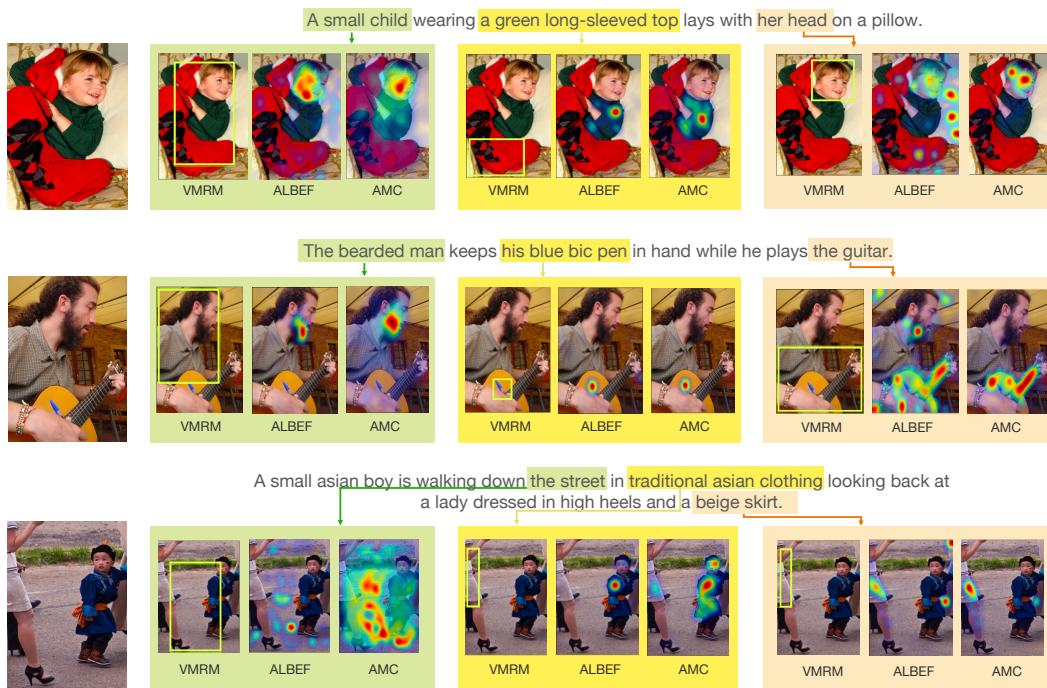 A small child wearing a green long-sleeved top lays with her head on a pillow.
VMRM ALBEF AMC VMRM ALBEF AMC VMRM ALBEF AMC
The bearded man keeps his blue bic pen in hand while he plays the guitar.
VMRM ALBEF AMC VMRM ALBEF AMC VMRM ALBEF AMC
A small asian boy is walking down the street in traditional asian clothing looking back at
a lady dressed in high heels and a beige skirt.
VMRM ALBEF AMC VMRM ALBEF AMC VMRM ALBEF AMC